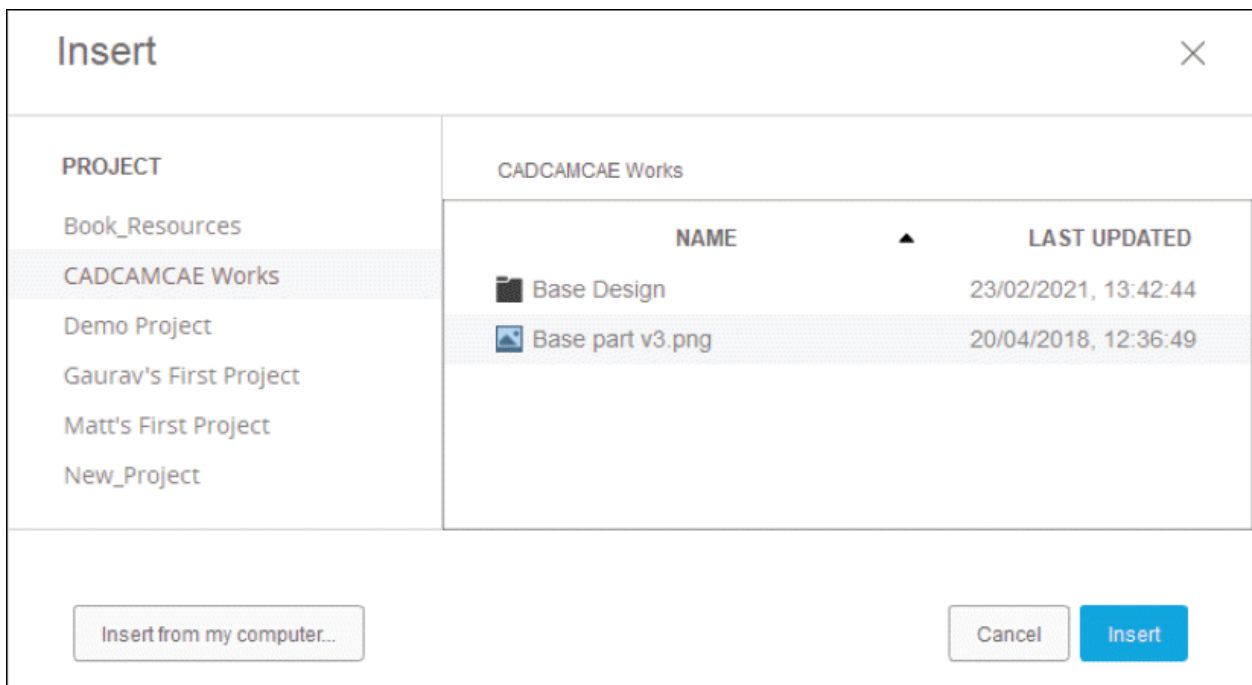 Insert
PROJECT
Book_Resources
CADCAMCAE Works
Demo Project
Gaurav's First Project
Matt's First Project
New_Project
CADCAMCAE Works
NAME LAST UPDATED
Base Design 23/02/2021, 13:42:44
Base part v3.png 20/04/2018, 12:36:49
Insert from my computer...
Cancel
Insert